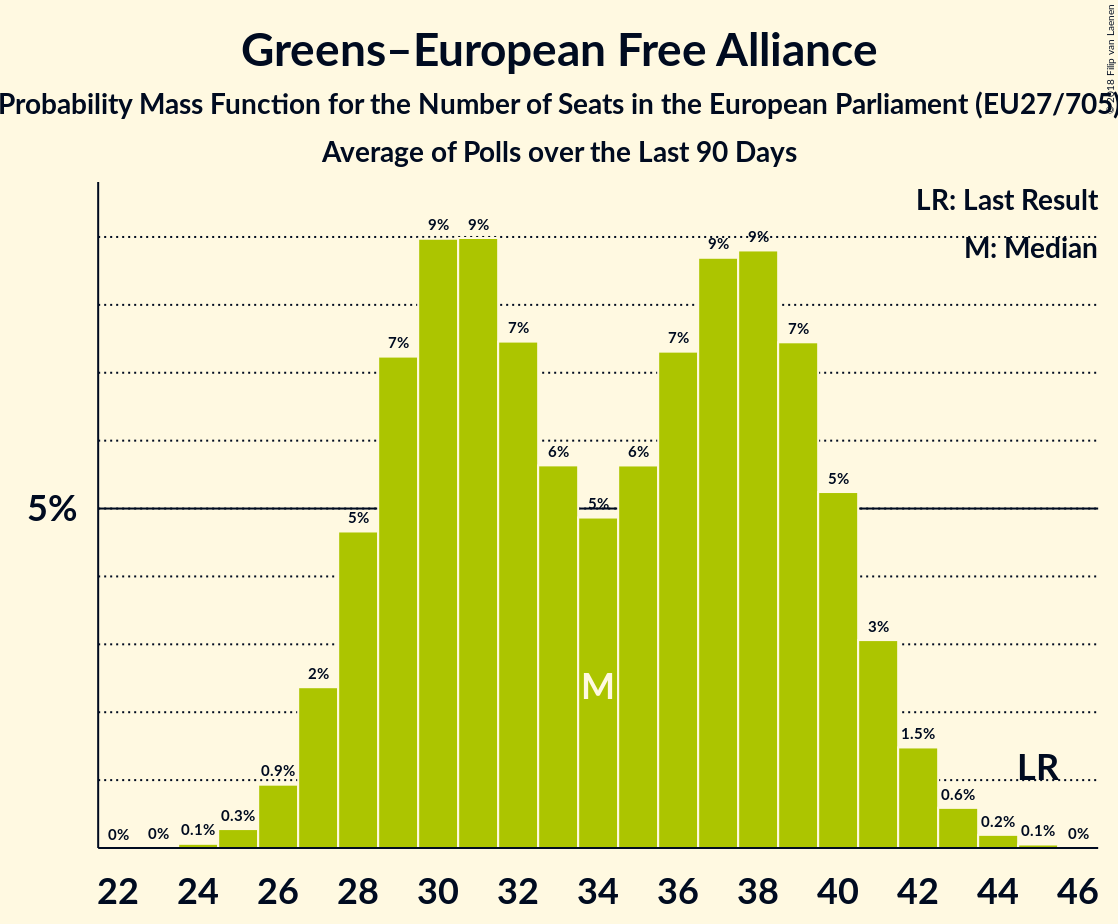 Greens–European Free Alliance
Probability Mass Function for the Number of Seats in the European Parliament (EU27/705)
Average of Polls over the Last 90 Days
© 2018 Filip van Laenen
LR: Last Result
M: Median
9% 9% 9% 9%
7% 7% 7% 7%
6% 6%
5% 5% 5% 5%
3%
M
2%
1.5%
LR
0.9% 0.6%
0% 0% 0.1% 0.3% 0.2% 0.1% 0%
22 24 26 28 30 32 34 36 38 40 42 44 46